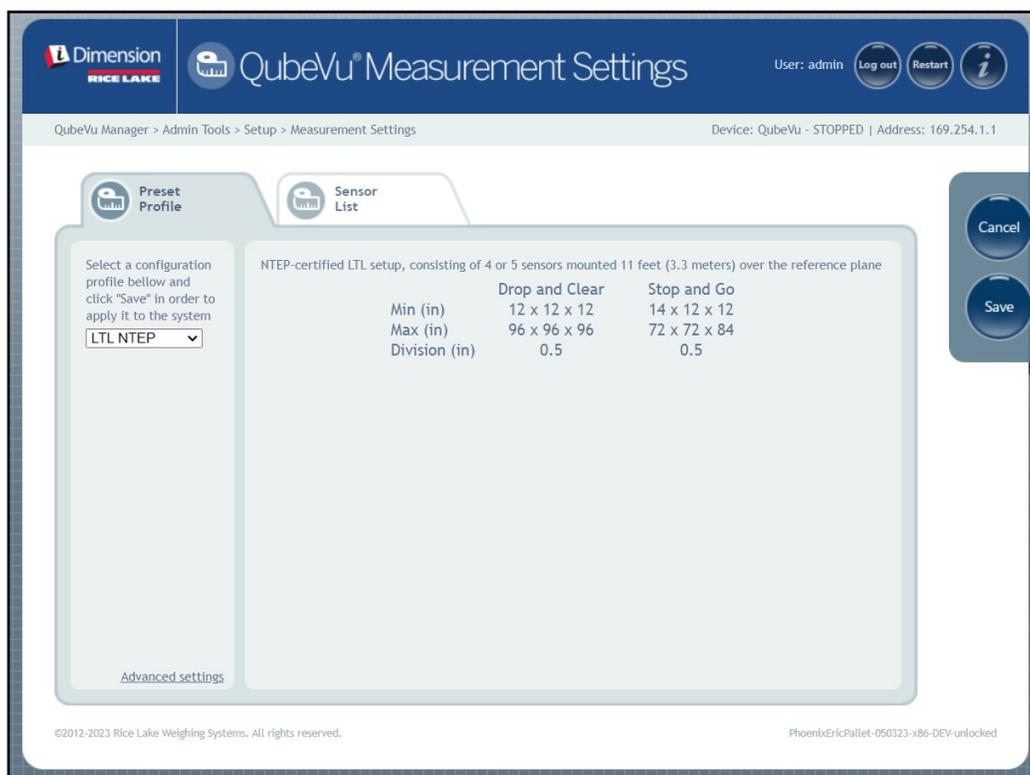 iDimension
RICE LAKE
QubeVu® Measurement Settings
User: admin
Log out
Restart
i
QubeVu Manager > Admin Tools > Setup > Measurement Settings
Device: QubeVu - STOPPED | Address: 169.254.1.1
Preset
Profile
Sensor
List
Cancel
Save
Select a configuration
profile bellow and
click "Save" in order to
apply it to the system
LTL NTEP
Advanced settings
NTEP-certified LTL setup, consisting of 4 or 5 sensors mounted 11 feet (3.3 meters) over the reference plane
Drop and Clear Stop and Go
Min (in) 12 x 12 x 12 14 x 12 x 12
Max (in) 96 x 96 x 96 72 x 72 x 84
Division (in) 0.5 0.5
©2012-2023 Rice Lake Weighing Systems. All rights reserved.
PhoenixEricPallet-050323-x86-DEV-unlocked